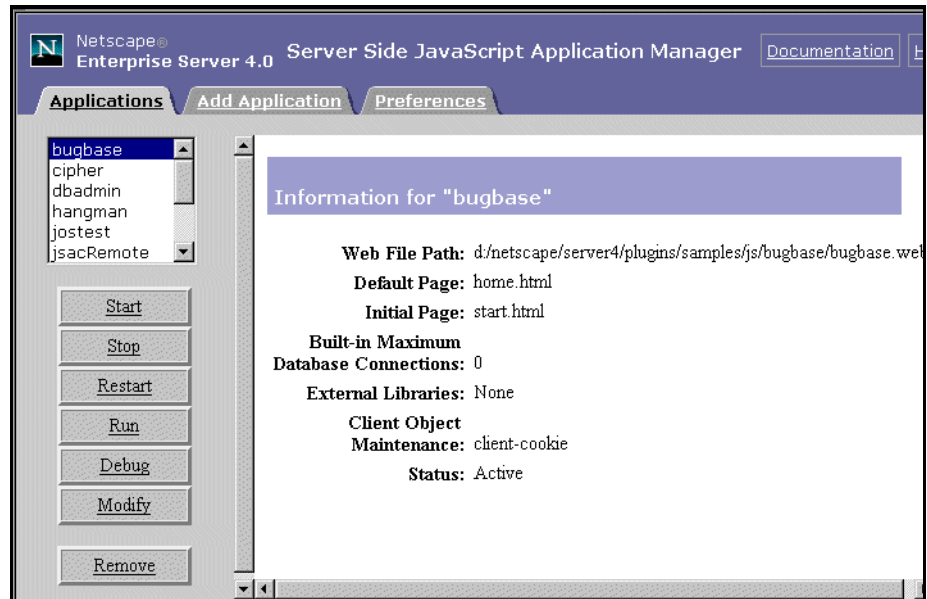 Netscape®
Enterprise Server 4.0
Server Side JavaScript Application Manager
Documentation
H
Applications
Add Application
Preferences
bugbase
cipher
dbadmin
hangman
jostest
jsacRemote
Start
Stop
Restart
Run
Debug
Modify
Remove
Information for "bugbase"
Web File Path: d:/netscape/server4/plugins/samples/js/bugbase/bugbase.web
Default Page: home.html
Initial Page: start.html
Built-in Maximum
Database Connections: 0
External Libraries: None
Client Object
Maintenance: client-cookie
Status: Active